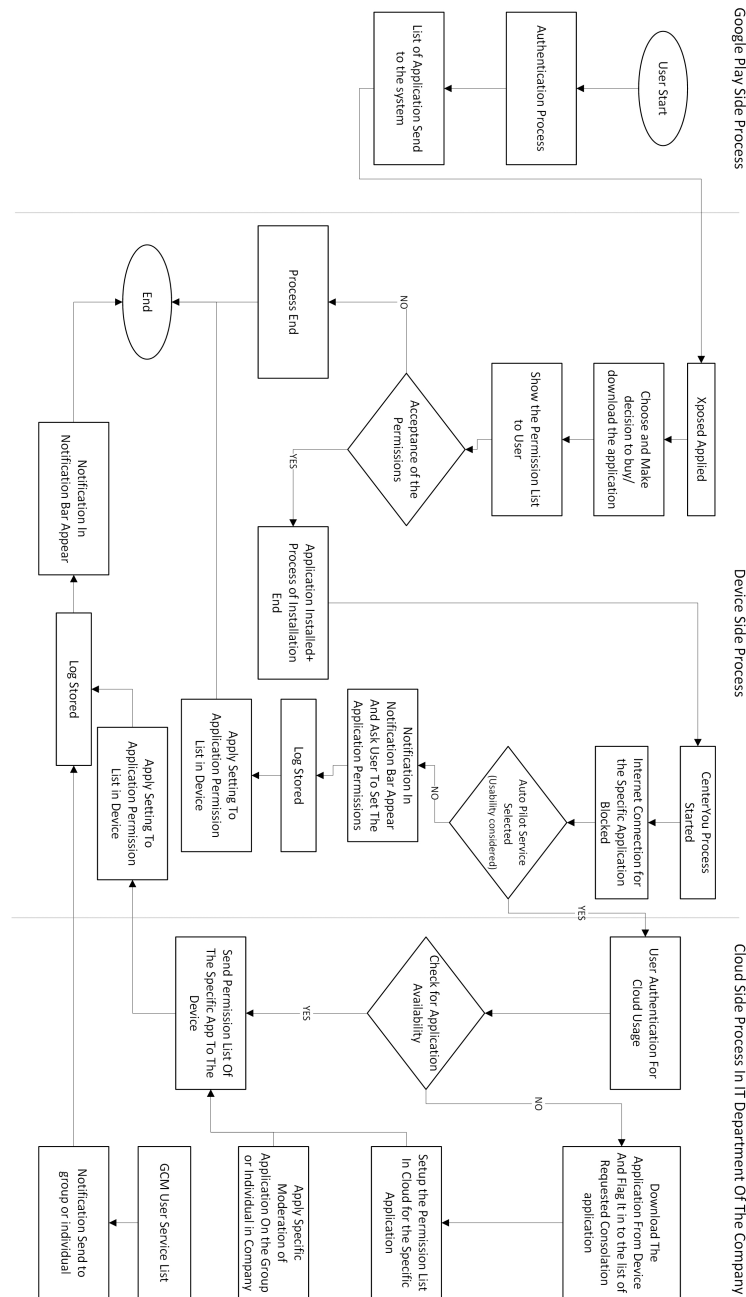 Google Play Side Process
User Start
Authentication Process
List of Application Send
to the system
Device Side Process
Xposed Applied
Choose and Make
decision to buy/
download the application
Show the Permission List
to User
Acceptance of the
Permissions
NO
YES
Process End
End
Application Installed+
Process of Installation
End
CenterYou Process
Started
Internet Connection for
the Specific Application
Blocked
Auto Pilot Service
Selected
(Usability considered)
NO
YES
Notification In
Notification Bar Appear
And Ask User To Set The
Application Permissions
Log Stored
Apply Setting To
Application Permission
List in Device
Apply Setting To
Application Permission
List in Device
Log Stored
Notification In
Notification Bar Appear
Cloud Side Process In IT Department Of The Company
User Authentication For
Cloud Usage
Check for Application
Availability
YES
NO
Send Permission List Of
The Specific App To The
Device
Download The
Application From Device
And Flag It in to the list of
Requested Consolation
application
Setup the Permission List
In Cloud for the Specific
Application
Apply Specific
Moderation of
Application On the Group
or Individual in Company
GCM User Service List
Notification Send to
group or individual